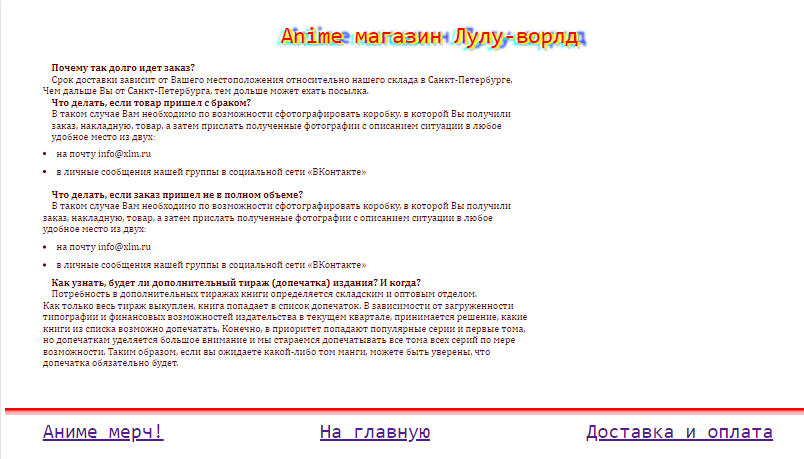 Anime магазин Лулу-ворлд
Почему так долго идет заказ?
Срок доставки зависит от Вашего местоположения относительно нашего склада в Санкт-Петербурге.
Чем дальше Вы от Санкт-Петербурга, тем дольше может ехать посылка.
Что делать, если товар пришел с браком?
В таком случае Вам необходимо по возможности сфотографировать коробку, в которой Вы получили
заказ, накладную, товар, а затем прислать полученные фотографии с описанием ситуации в любое
удобное место из двух:
• на почту info@xlm.ru
• в личные сообщения нашей группы в социальной сети «ВКонтакте»
Что делать, если заказ пришел не в полном объеме?
В таком случае Вам необходимо по возможности сфотографировать коробку, в которой Вы получили
заказ, накладную, товар, а затем прислать полученные фотографии с описанием ситуации в любое
удобное место из двух:
• на почту info@xlm.ru
• в личные сообщения нашей группы в социальной сети «ВКонтакте»
Как узнать, будет ли дополнительный тираж (допечатка) издания? И когда?
Потребность в дополнительных тиражах книги определяется складским и оптовым отделом.
Как только весь тираж выкуплен, книга попадает в список допечаток. В зависимости от загруженности
типографии и финансовых возможностей издательства в текущем квартале, принимается решение, какие
книги из списка возможно допечатать. Конечно, в приоритет попадают популярные серии и первые тома,
но допечаткам уделяется большое внимание и мы стараемся допечатывать все тома всех серий по мере
возможности. Таким образом, если вы ожидаете какой-либо том манги, можете быть уверены, что
допечатка обязательно будет.
Аниме мерч!
На главную
Доставка и оплата